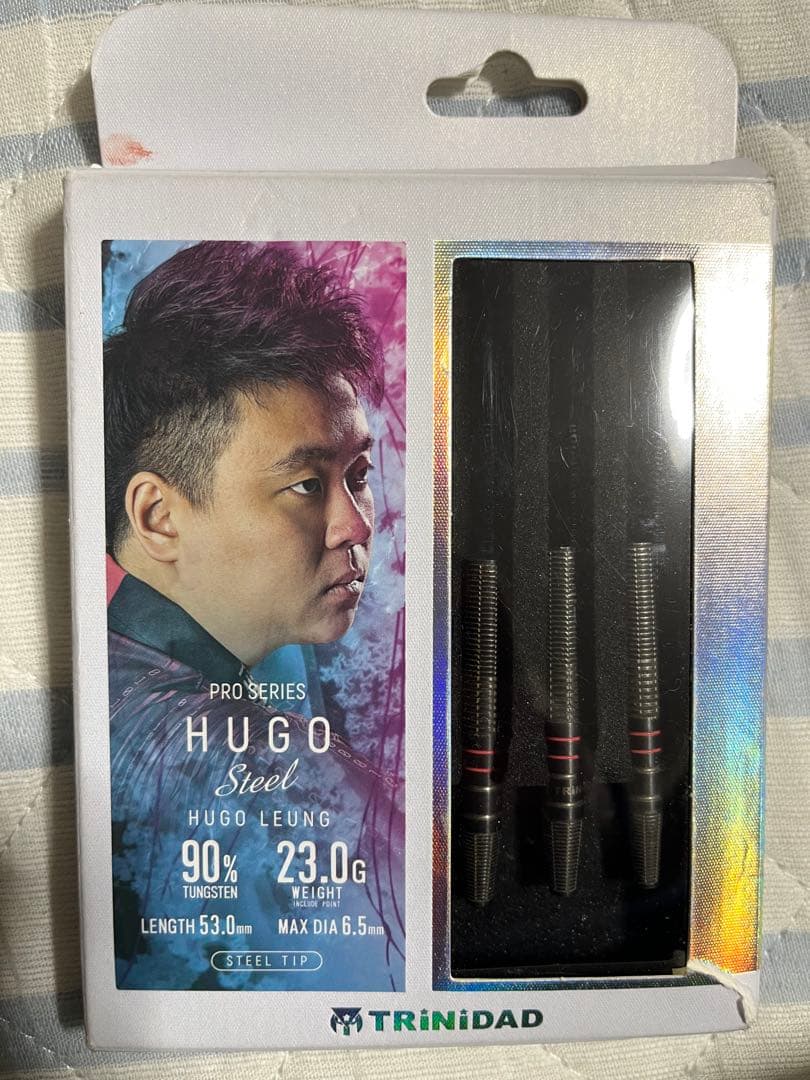 PRO SERIES
HUGO
Steel
HUGO LEUNG
90% 23.0G
TUNGSTEN WEIGHT
INCLUDE POINT
LENGTH 53.0mm MAX DIA 6.5mm
STEEL TIP
TRiNiDAD